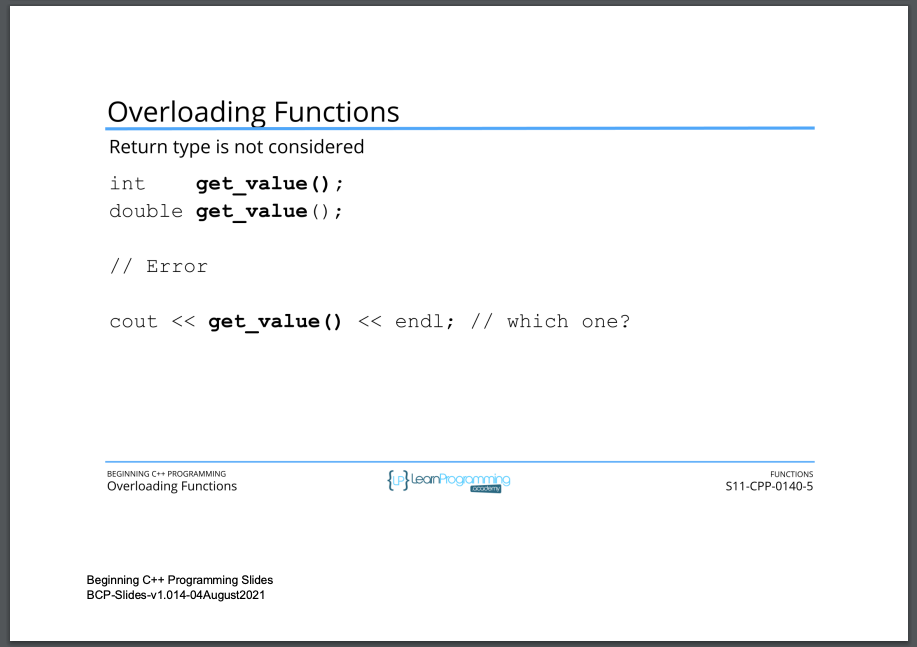 Overloading Functions
Return type is not considered
int    get_value();
double get_value();
// Error
cout << get_value() << endl; // which one?
BEGINNING C++ PROGRAMMING
Overloading Functions
{LP} LearnProgramming
academy
FUNCTIONS
S11-CPP-0140-5
Beginning C++ Programming Slides
BCP-Slides-v1.014-04August2021